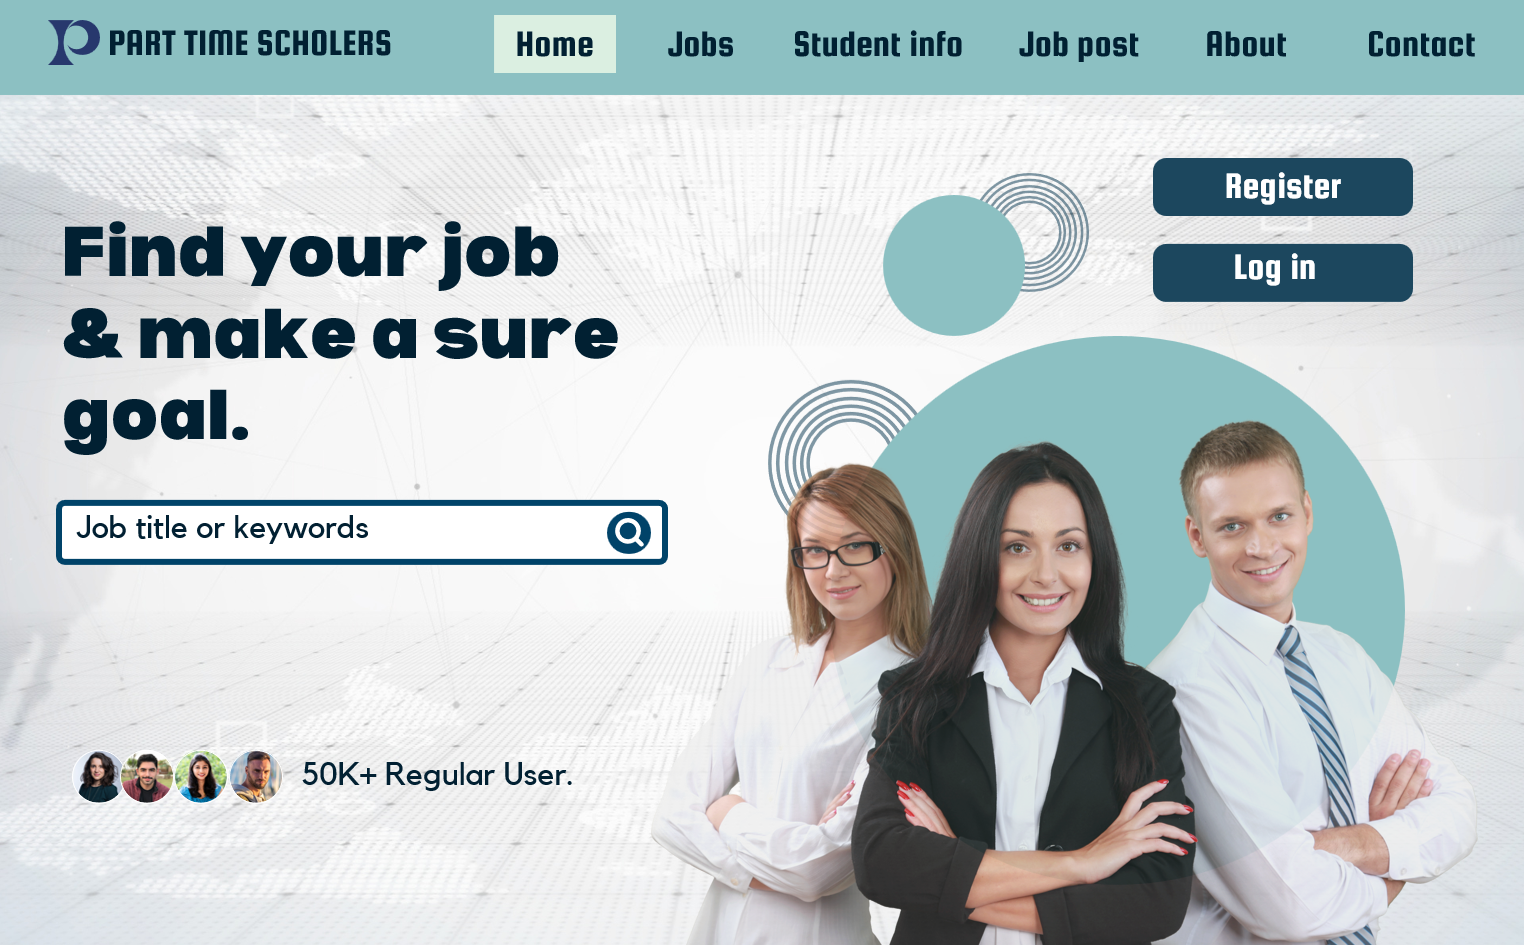 PART TIME SCHOLERS
Home
Jobs
Student info
Job post
About
Contact
Register
Log in
Find your job
& make a sure
goal.
Job title or keywords
50K+ Regular User.